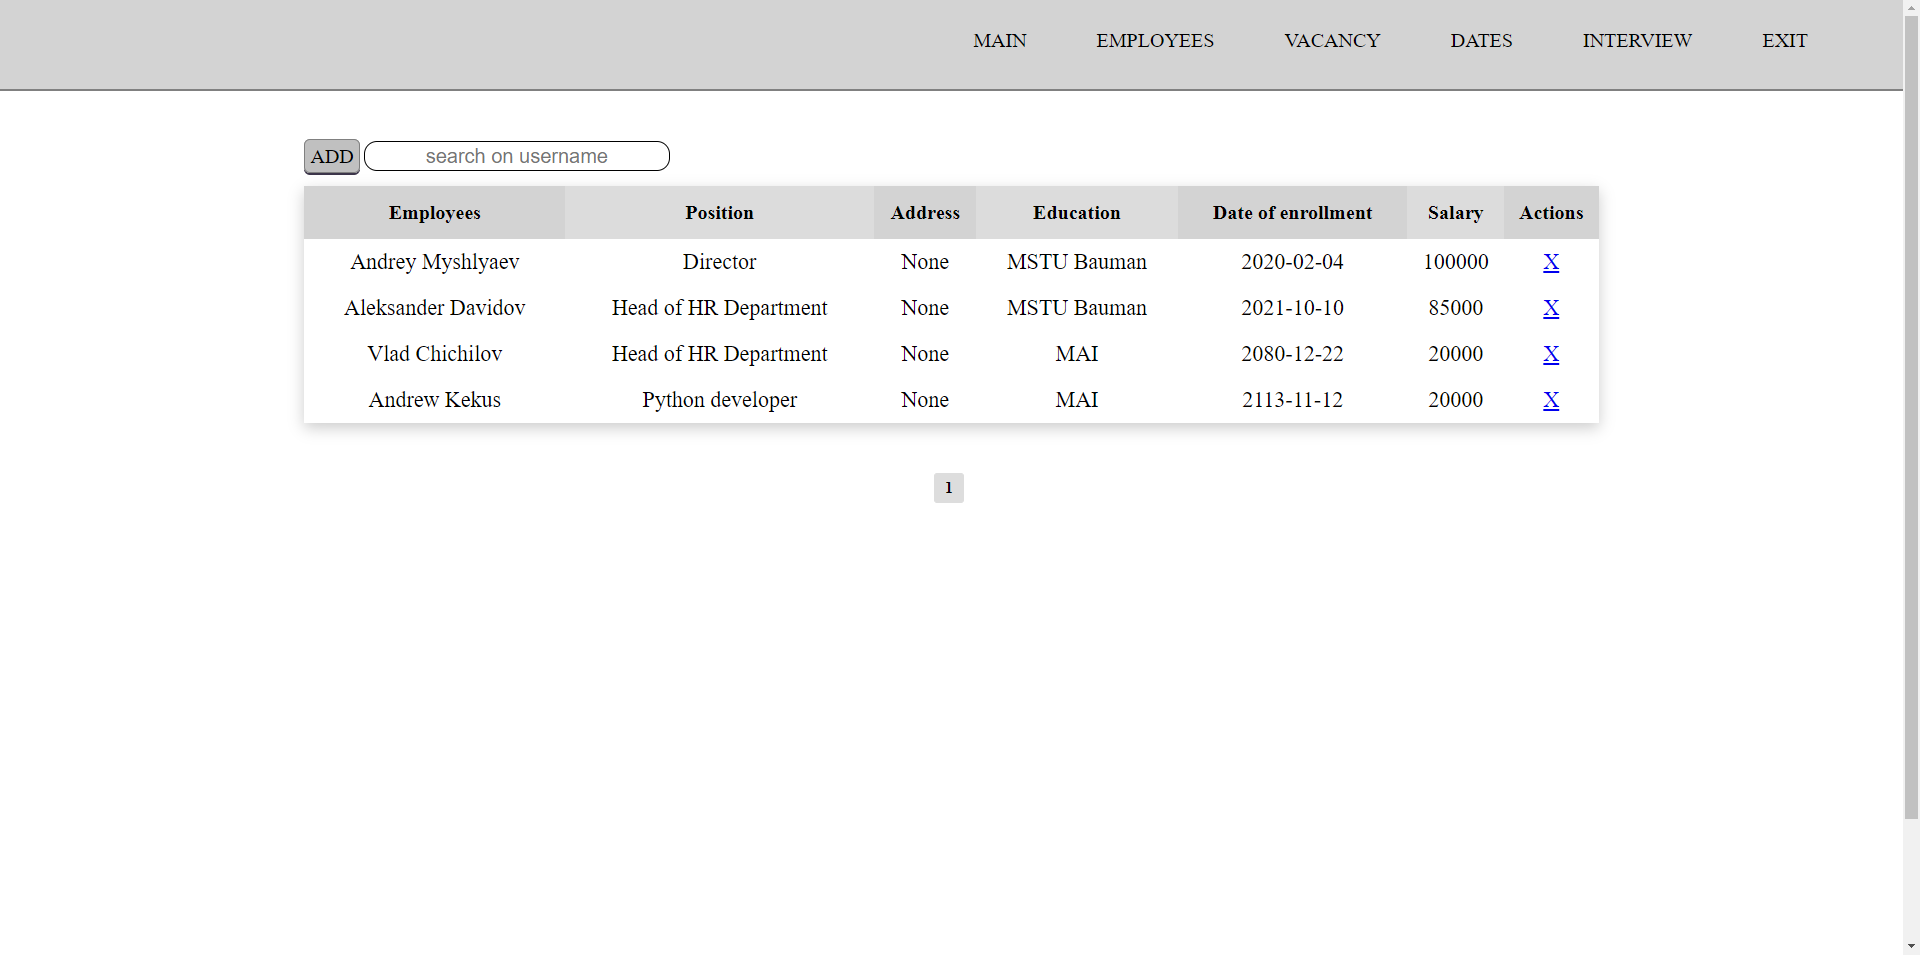 MAIN EMPLOYEES VACANCY DATES INTERVIEW EXIT
ADD search on username
Employees Position Address Education Date of enrollment Salary Actions
Andrey Myshlyaev Director None MSTU Bauman 2020-02-04 100000 X
Aleksander Davidov Head of HR Department None MSTU Bauman 2021-10-10 85000 X
Vlad Chichilov Head of HR Department None MAI 2080-12-22 20000 X
Andrew Kekus Python developer None MAI 2113-11-12 20000 X
1